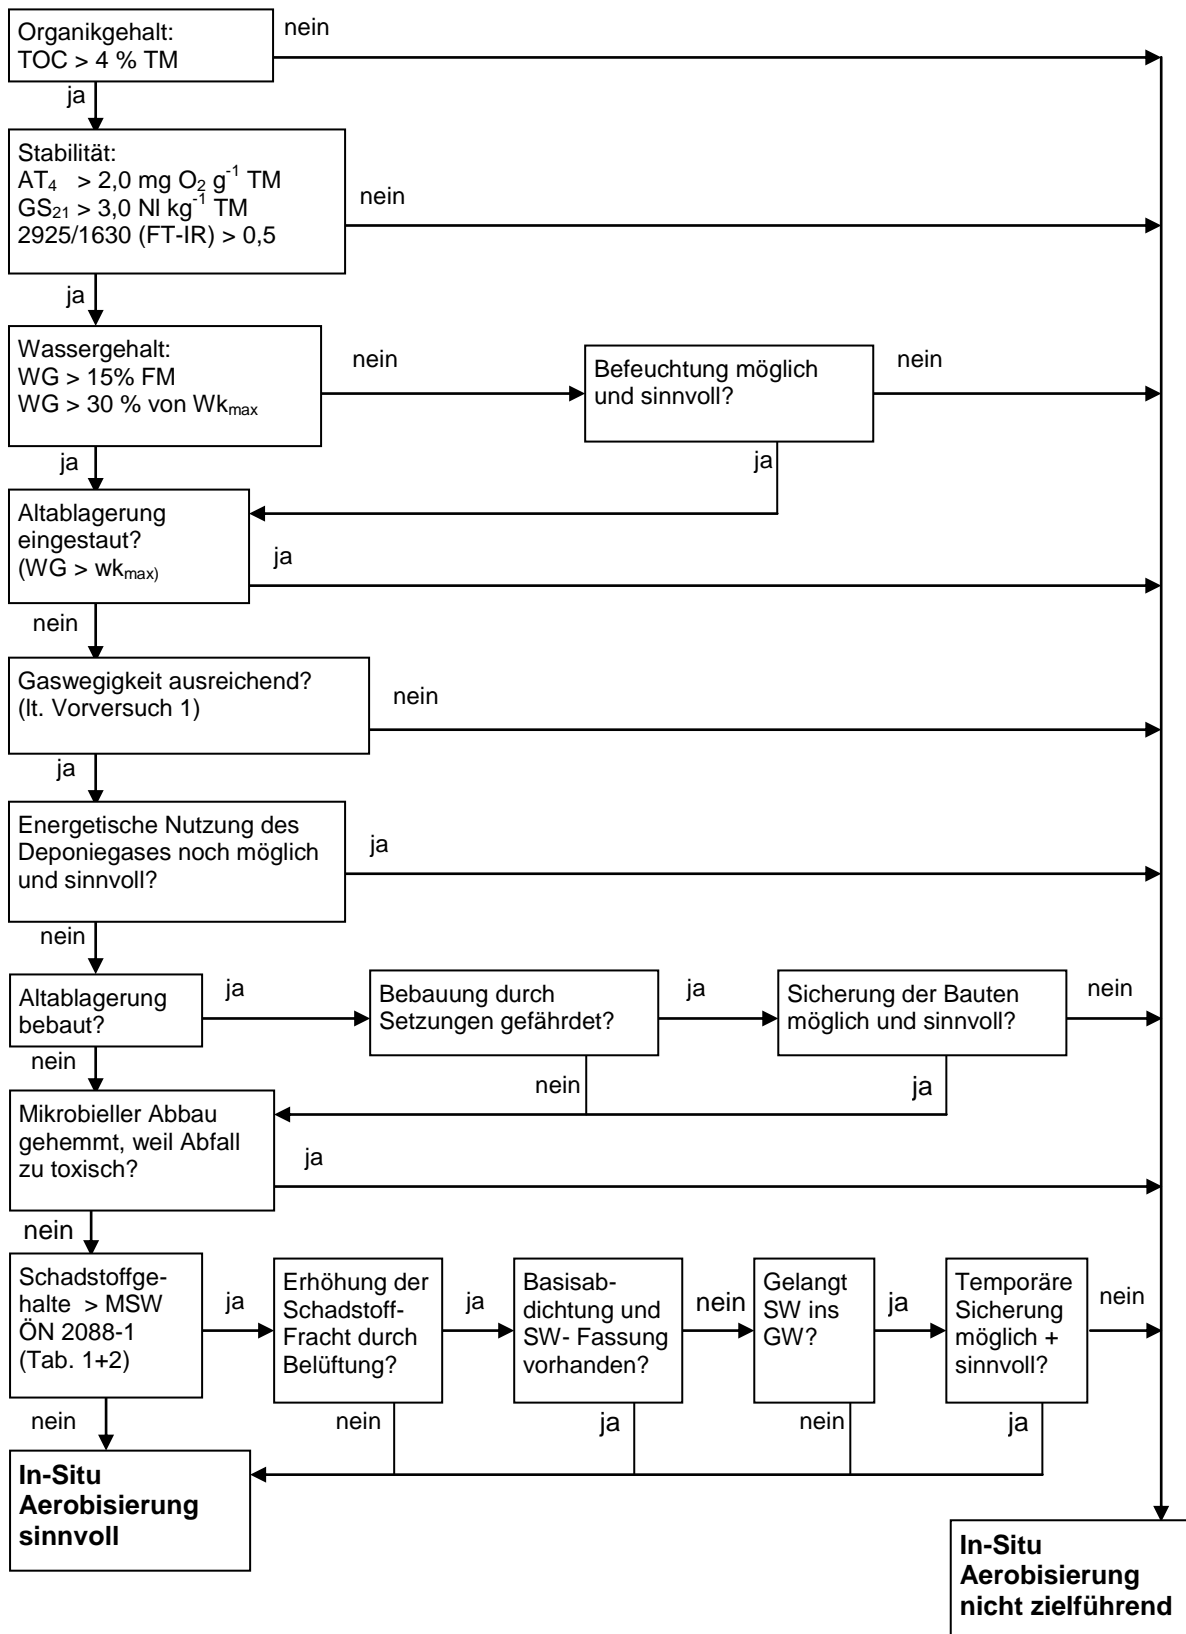 Organikgehalt:
TOC > 4 % TM
nein
ja
Stabilität:
AT₄ > 2,0 mg O₂ g⁻¹ TM
GS₂₁ > 3,0 Nl kg⁻¹ TM
2925/1630 (FT-IR) > 0,5
nein
ja
Wassergehalt:
WG > 15% FM
WG > 30 % von Wkmax
nein
Befeuchtung möglich
und sinnvoll?
nein
ja
ja
Altablagerung
eingestaut?
(WG > wkmax)
ja
nein
Gaswegigkeit ausreichend?
(lt. Vorversuch 1)
nein
ja
Energetische Nutzung des
Deponiegases noch möglich
und sinnvoll?
ja
nein
Altablagerung
bebaut?
ja
Bebauung durch
Setzungen gefährdet?
ja
Sicherung der Bauten
möglich und sinnvoll?
nein
nein
nein
ja
Mikrobieller Abbau
gehemmt, weil Abfall
zu toxisch?
ja
nein
Schadstoffge-
halte > MSW
ÖN 2088-1
(Tab. 1+2)
ja
Erhöhung der
Schadstoff-
Fracht durch
Belüftung?
ja
Basisab-
dichtung und
SW- Fassung
vorhanden?
nein
Gelangt
SW ins
GW?
ja
Temporäre
Sicherung
möglich +
sinnvoll?
nein
nein
nein
ja
nein
ja
In-Situ
Aerobisierung
sinnvoll
In-Situ
Aerobisierung
nicht zielführend